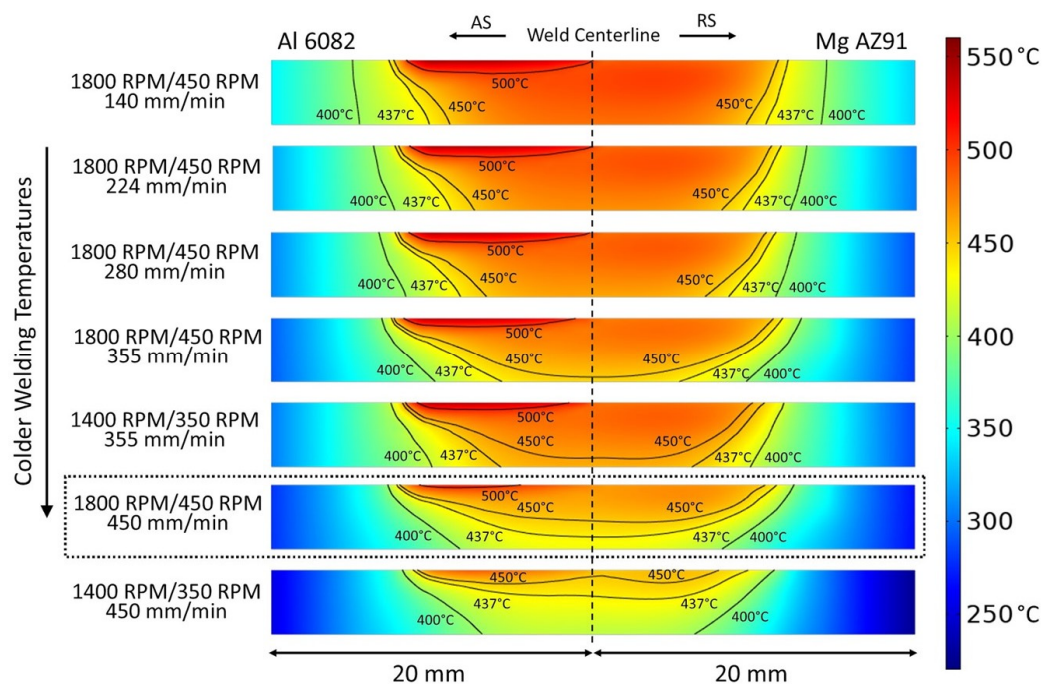 AS
RS
Al 6082
Weld Centerline
Mg AZ91
550 °C
500
450
400
350
300
250 °C
Colder Welding Temperatures
1800 RPM/450 RPM
140 mm/min
400°C
437°C
450°C
500°C
450°C
437°C
400°C
1800 RPM/450 RPM
224 mm/min
400°C
437°C
450°C
500°C
450°C
437°C
400°C
1800 RPM/450 RPM
280 mm/min
400°C
437°C
450°C
500°C
450°C
437°C
400°C
1800 RPM/450 RPM
355 mm/min
400°C
437°C
450°C
500°C
450°C
437°C
400°C
1400 RPM/350 RPM
355 mm/min
400°C
437°C
450°C
500°C
450°C
437°C
400°C
1800 RPM/450 RPM
450 mm/min
400°C
437°C
500°C
450°C
450°C
437°C
400°C
1400 RPM/350 RPM
450 mm/min
400°C
437°C
450°C
450°C
437°C
400°C
20 mm
20 mm